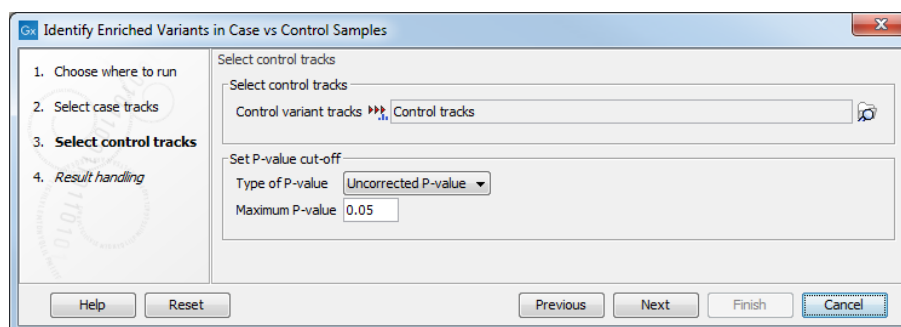 Gx Identify Enriched Variants in Case vs Control Samples
1. Choose where to run
2. Select case tracks
3. Select control tracks
4. Result handling
Select control tracks
Select control tracks
Control variant tracks Control tracks
Set P-value cut-off
Type of P-value Uncorrected P-value
Maximum P-value 0.05
Help Reset Previous Next Finish Cancel